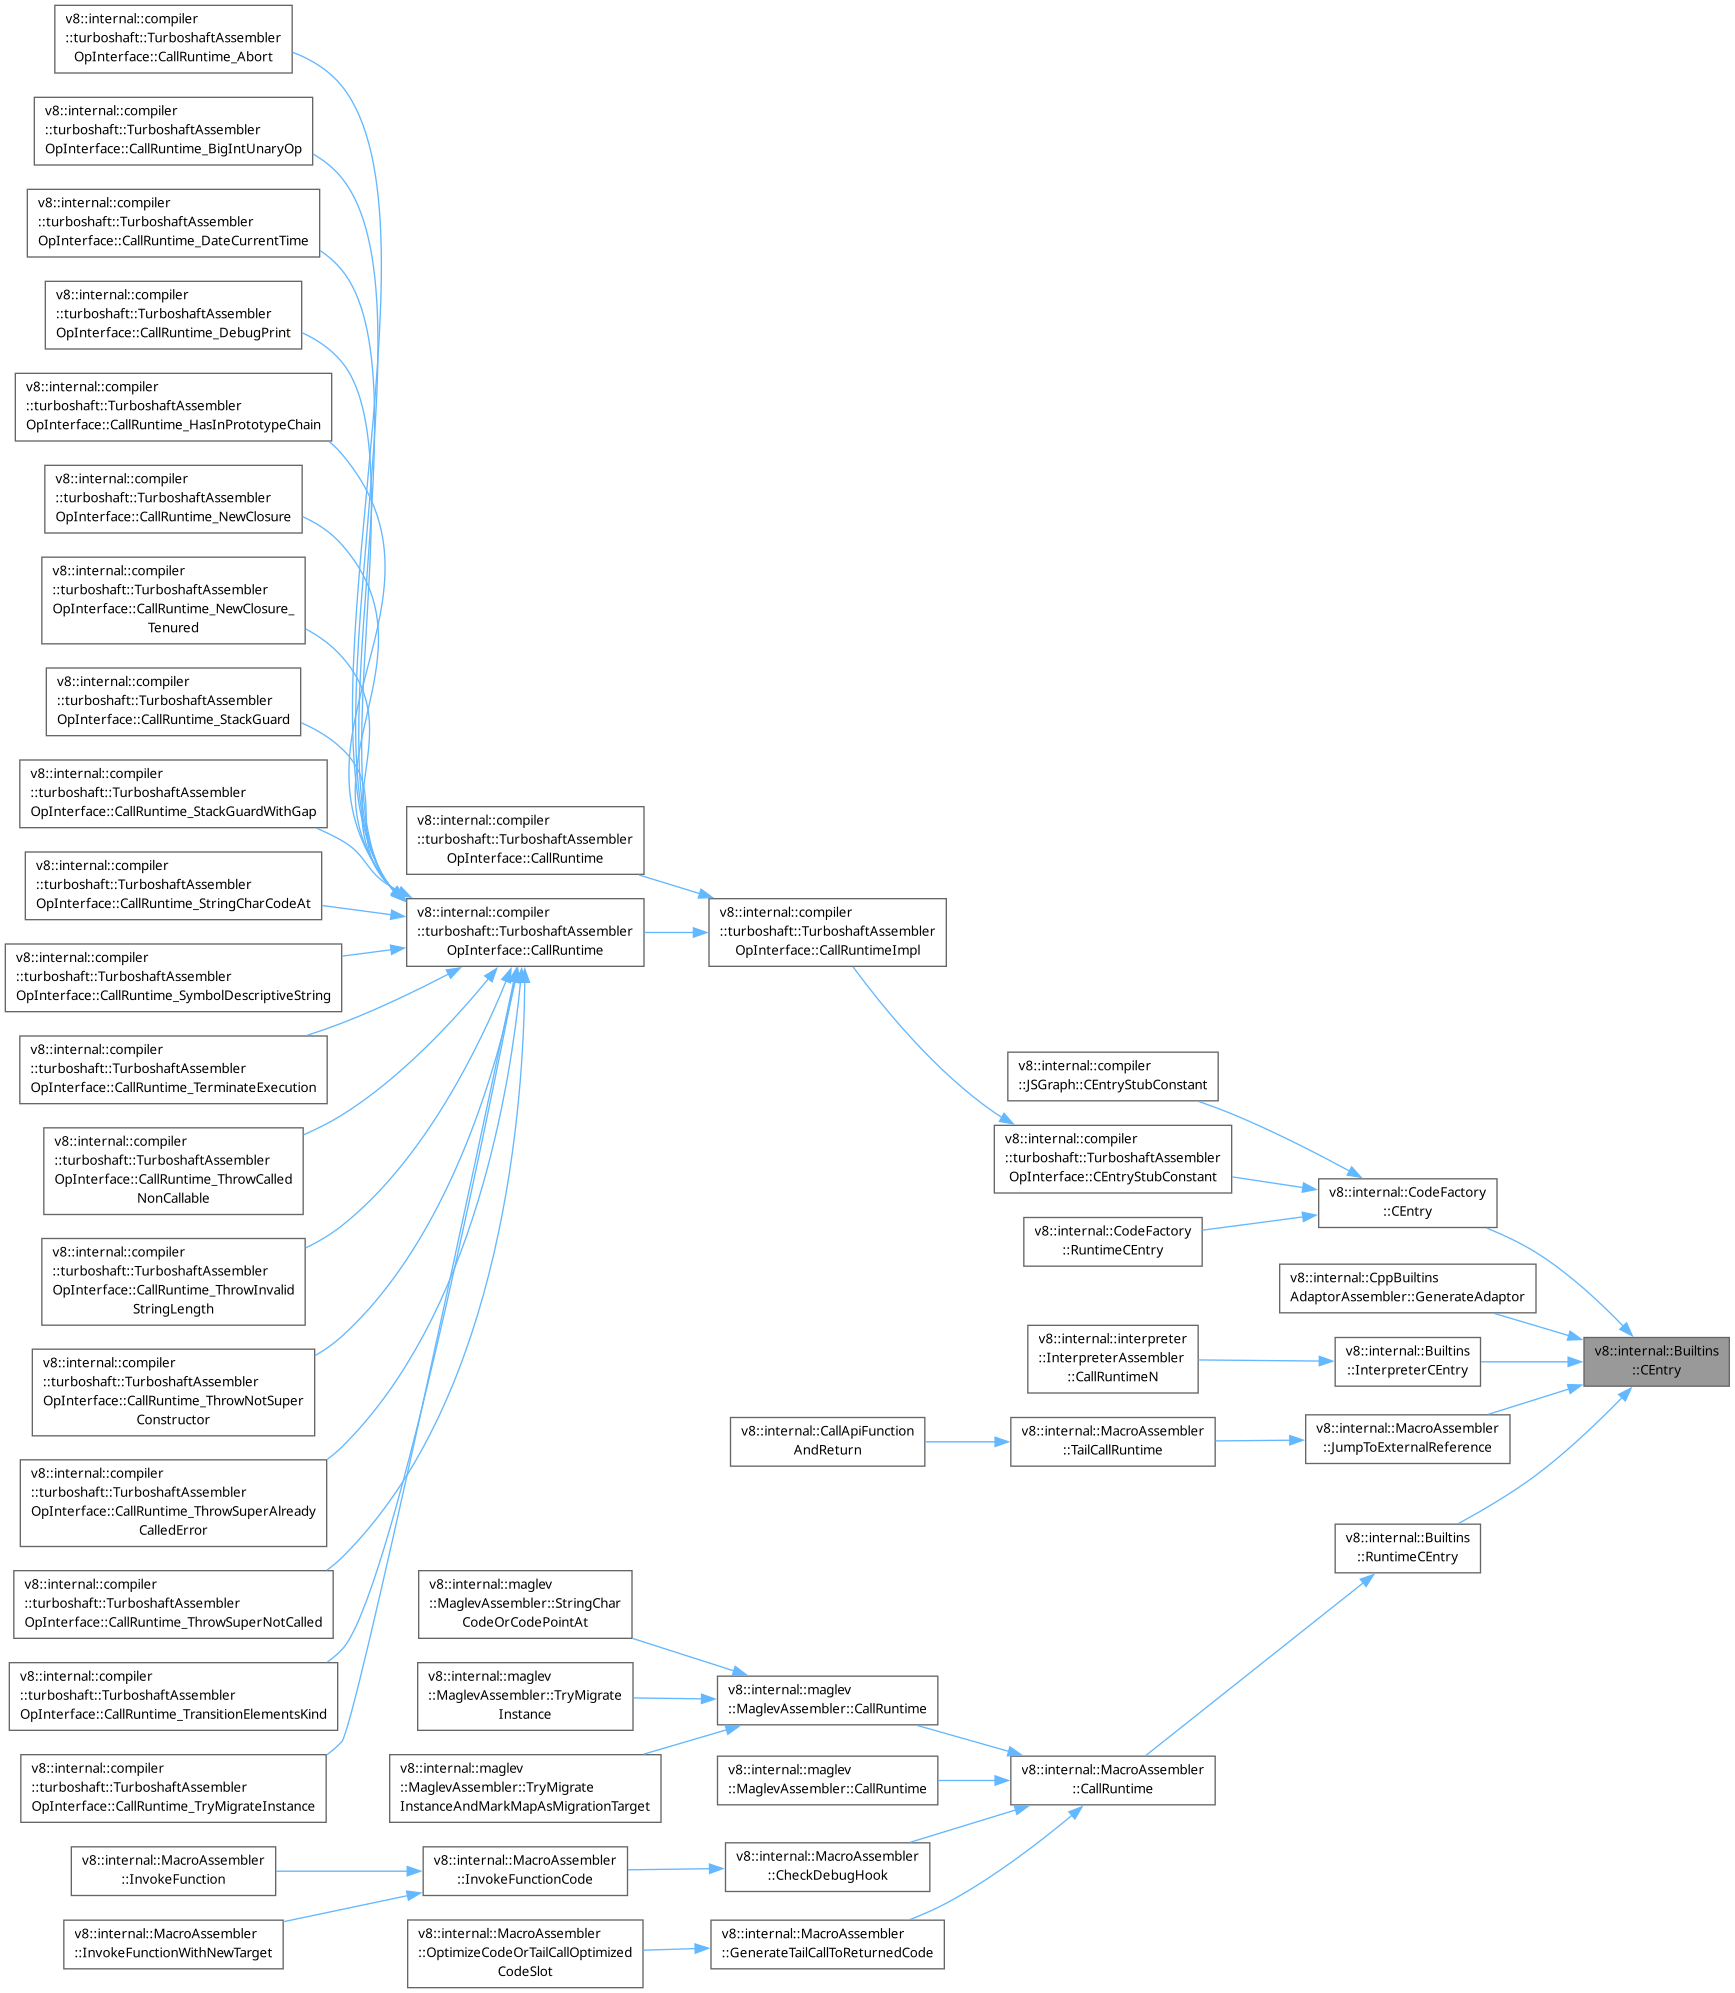 v8::internal::compiler
::turboshaft::TurboshaftAssembler
OpInterface::CallRuntime_Abort
v8::internal::compiler
::turboshaft::TurboshaftAssembler
OpInterface::CallRuntime_BigIntUnaryOp
v8::internal::compiler
::turboshaft::TurboshaftAssembler
OpInterface::CallRuntime_DateCurrentTime
v8::internal::compiler
::turboshaft::TurboshaftAssembler
OpInterface::CallRuntime_DebugPrint
v8::internal::compiler
::turboshaft::TurboshaftAssembler
OpInterface::CallRuntime_HasInPrototypeChain
v8::internal::compiler
::turboshaft::TurboshaftAssembler
OpInterface::CallRuntime_NewClosure
v8::internal::compiler
::turboshaft::TurboshaftAssembler
OpInterface::CallRuntime_NewClosure_
Tenured
v8::internal::compiler
::turboshaft::TurboshaftAssembler
OpInterface::CallRuntime_StackGuard
v8::internal::compiler
::turboshaft::TurboshaftAssembler
OpInterface::CallRuntime_StackGuardWithGap
v8::internal::compiler
::turboshaft::TurboshaftAssembler
OpInterface::CallRuntime_StringCharCodeAt
v8::internal::compiler
::turboshaft::TurboshaftAssembler
OpInterface::CallRuntime_SymbolDescriptiveString
v8::internal::compiler
::turboshaft::TurboshaftAssembler
OpInterface::CallRuntime_TerminateExecution
v8::internal::compiler
::turboshaft::TurboshaftAssembler
OpInterface::CallRuntime_ThrowCalled
NonCallable
v8::internal::compiler
::turboshaft::TurboshaftAssembler
OpInterface::CallRuntime_ThrowInvalid
StringLength
v8::internal::compiler
::turboshaft::TurboshaftAssembler
OpInterface::CallRuntime_ThrowNotSuper
Constructor
v8::internal::compiler
::turboshaft::TurboshaftAssembler
OpInterface::CallRuntime_ThrowSuperAlready
CalledError
v8::internal::compiler
::turboshaft::TurboshaftAssembler
OpInterface::CallRuntime_ThrowSuperNotCalled
v8::internal::compiler
::turboshaft::TurboshaftAssembler
OpInterface::CallRuntime_TransitionElementsKind
v8::internal::compiler
::turboshaft::TurboshaftAssembler
OpInterface::CallRuntime_TryMigrateInstance
v8::internal::MacroAssembler
::InvokeFunction
v8::internal::MacroAssembler
::InvokeFunctionWithNewTarget
v8::internal::compiler
::turboshaft::TurboshaftAssembler
OpInterface::CallRuntime
v8::internal::compiler
::turboshaft::TurboshaftAssembler
OpInterface::CallRuntime
v8::internal::maglev
::MaglevAssembler::StringChar
CodeOrCodePointAt
v8::internal::maglev
::MaglevAssembler::TryMigrate
Instance
v8::internal::maglev
::MaglevAssembler::TryMigrate
InstanceAndMarkMapAsMigrationTarget
v8::internal::MacroAssembler
::InvokeFunctionCode
v8::internal::MacroAssembler
::OptimizeCodeOrTailCallOptimized
CodeSlot
v8::internal::compiler
::turboshaft::TurboshaftAssembler
OpInterface::CallRuntimeImpl
v8::internal::CallApiFunction
AndReturn
v8::internal::maglev
::MaglevAssembler::CallRuntime
v8::internal::maglev
::MaglevAssembler::CallRuntime
v8::internal::MacroAssembler
::CheckDebugHook
v8::internal::MacroAssembler
::GenerateTailCallToReturnedCode
v8::internal::compiler
::JSGraph::CEntryStubConstant
v8::internal::compiler
::turboshaft::TurboshaftAssembler
OpInterface::CEntryStubConstant
v8::internal::CodeFactory
::RuntimeCEntry
v8::internal::interpreter
::InterpreterAssembler
::CallRuntimeN
v8::internal::MacroAssembler
::TailCallRuntime
v8::internal::MacroAssembler
::CallRuntime
v8::internal::CodeFactory
::CEntry
v8::internal::CppBuiltins
AdaptorAssembler::GenerateAdaptor
v8::internal::Builtins
::InterpreterCEntry
v8::internal::MacroAssembler
::JumpToExternalReference
v8::internal::Builtins
::RuntimeCEntry
v8::internal::Builtins
::CEntry